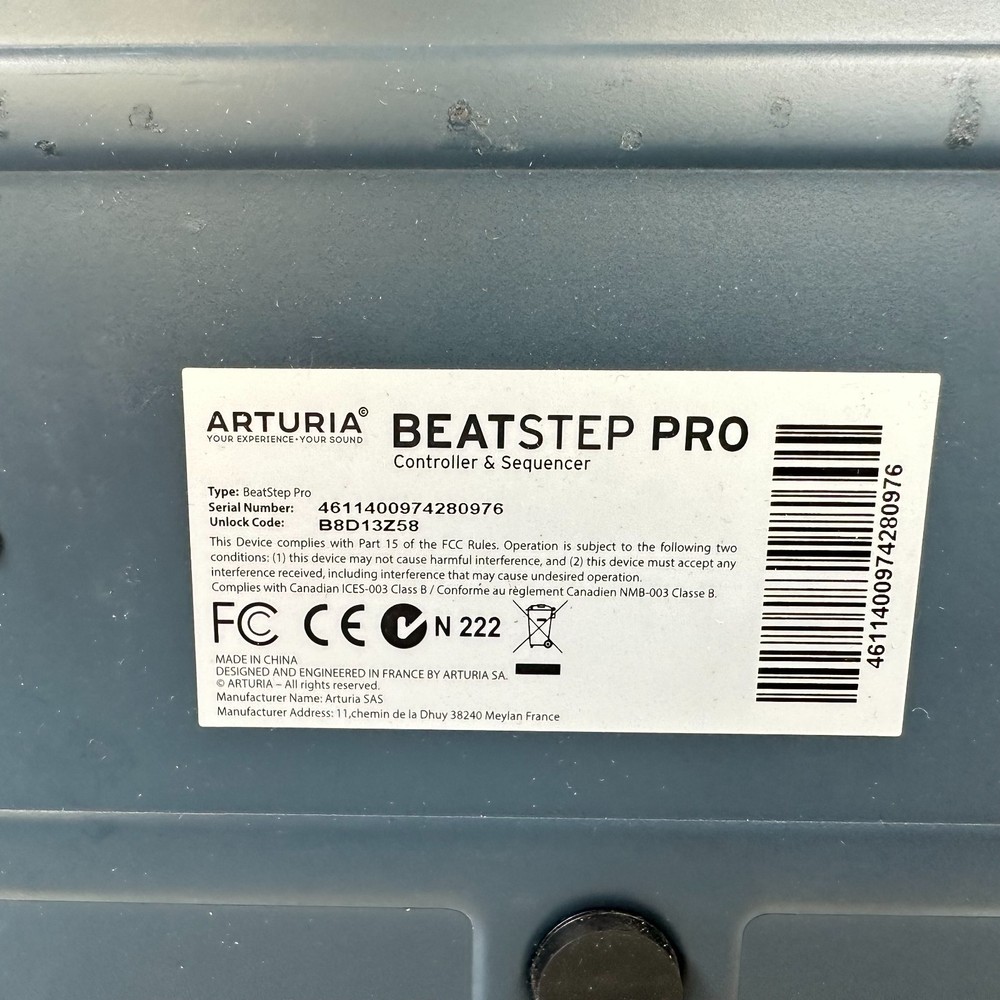 ARTURIA©
YOUR EXPERIENCE • YOUR SOUND
BEATSTEP PRO
Controller & Sequencer
Type: BeatStep Pro
Serial Number: 4611400974280976
Unlock Code: B8D13Z58
This Device complies with Part 15 of the FCC Rules. Operation is subject to the following two
conditions: (1) this device may not cause harmful interference, and (2) this device must accept any
interference received, including interference that may cause undesired operation.
Complies with Canadian ICES-003 Class B / Conforme au règlement Canadien NMB-003 Classe B.
FC CE N 222
MADE IN CHINA
DESIGNED AND ENGINEERED IN FRANCE BY ARTURIA SA.
© ARTURIA – All rights reserved.
Manufacturer Name: Arturia SAS
Manufacturer Address: 11,chemin de la Dhuy 38240 Meylan France
4611400974280976